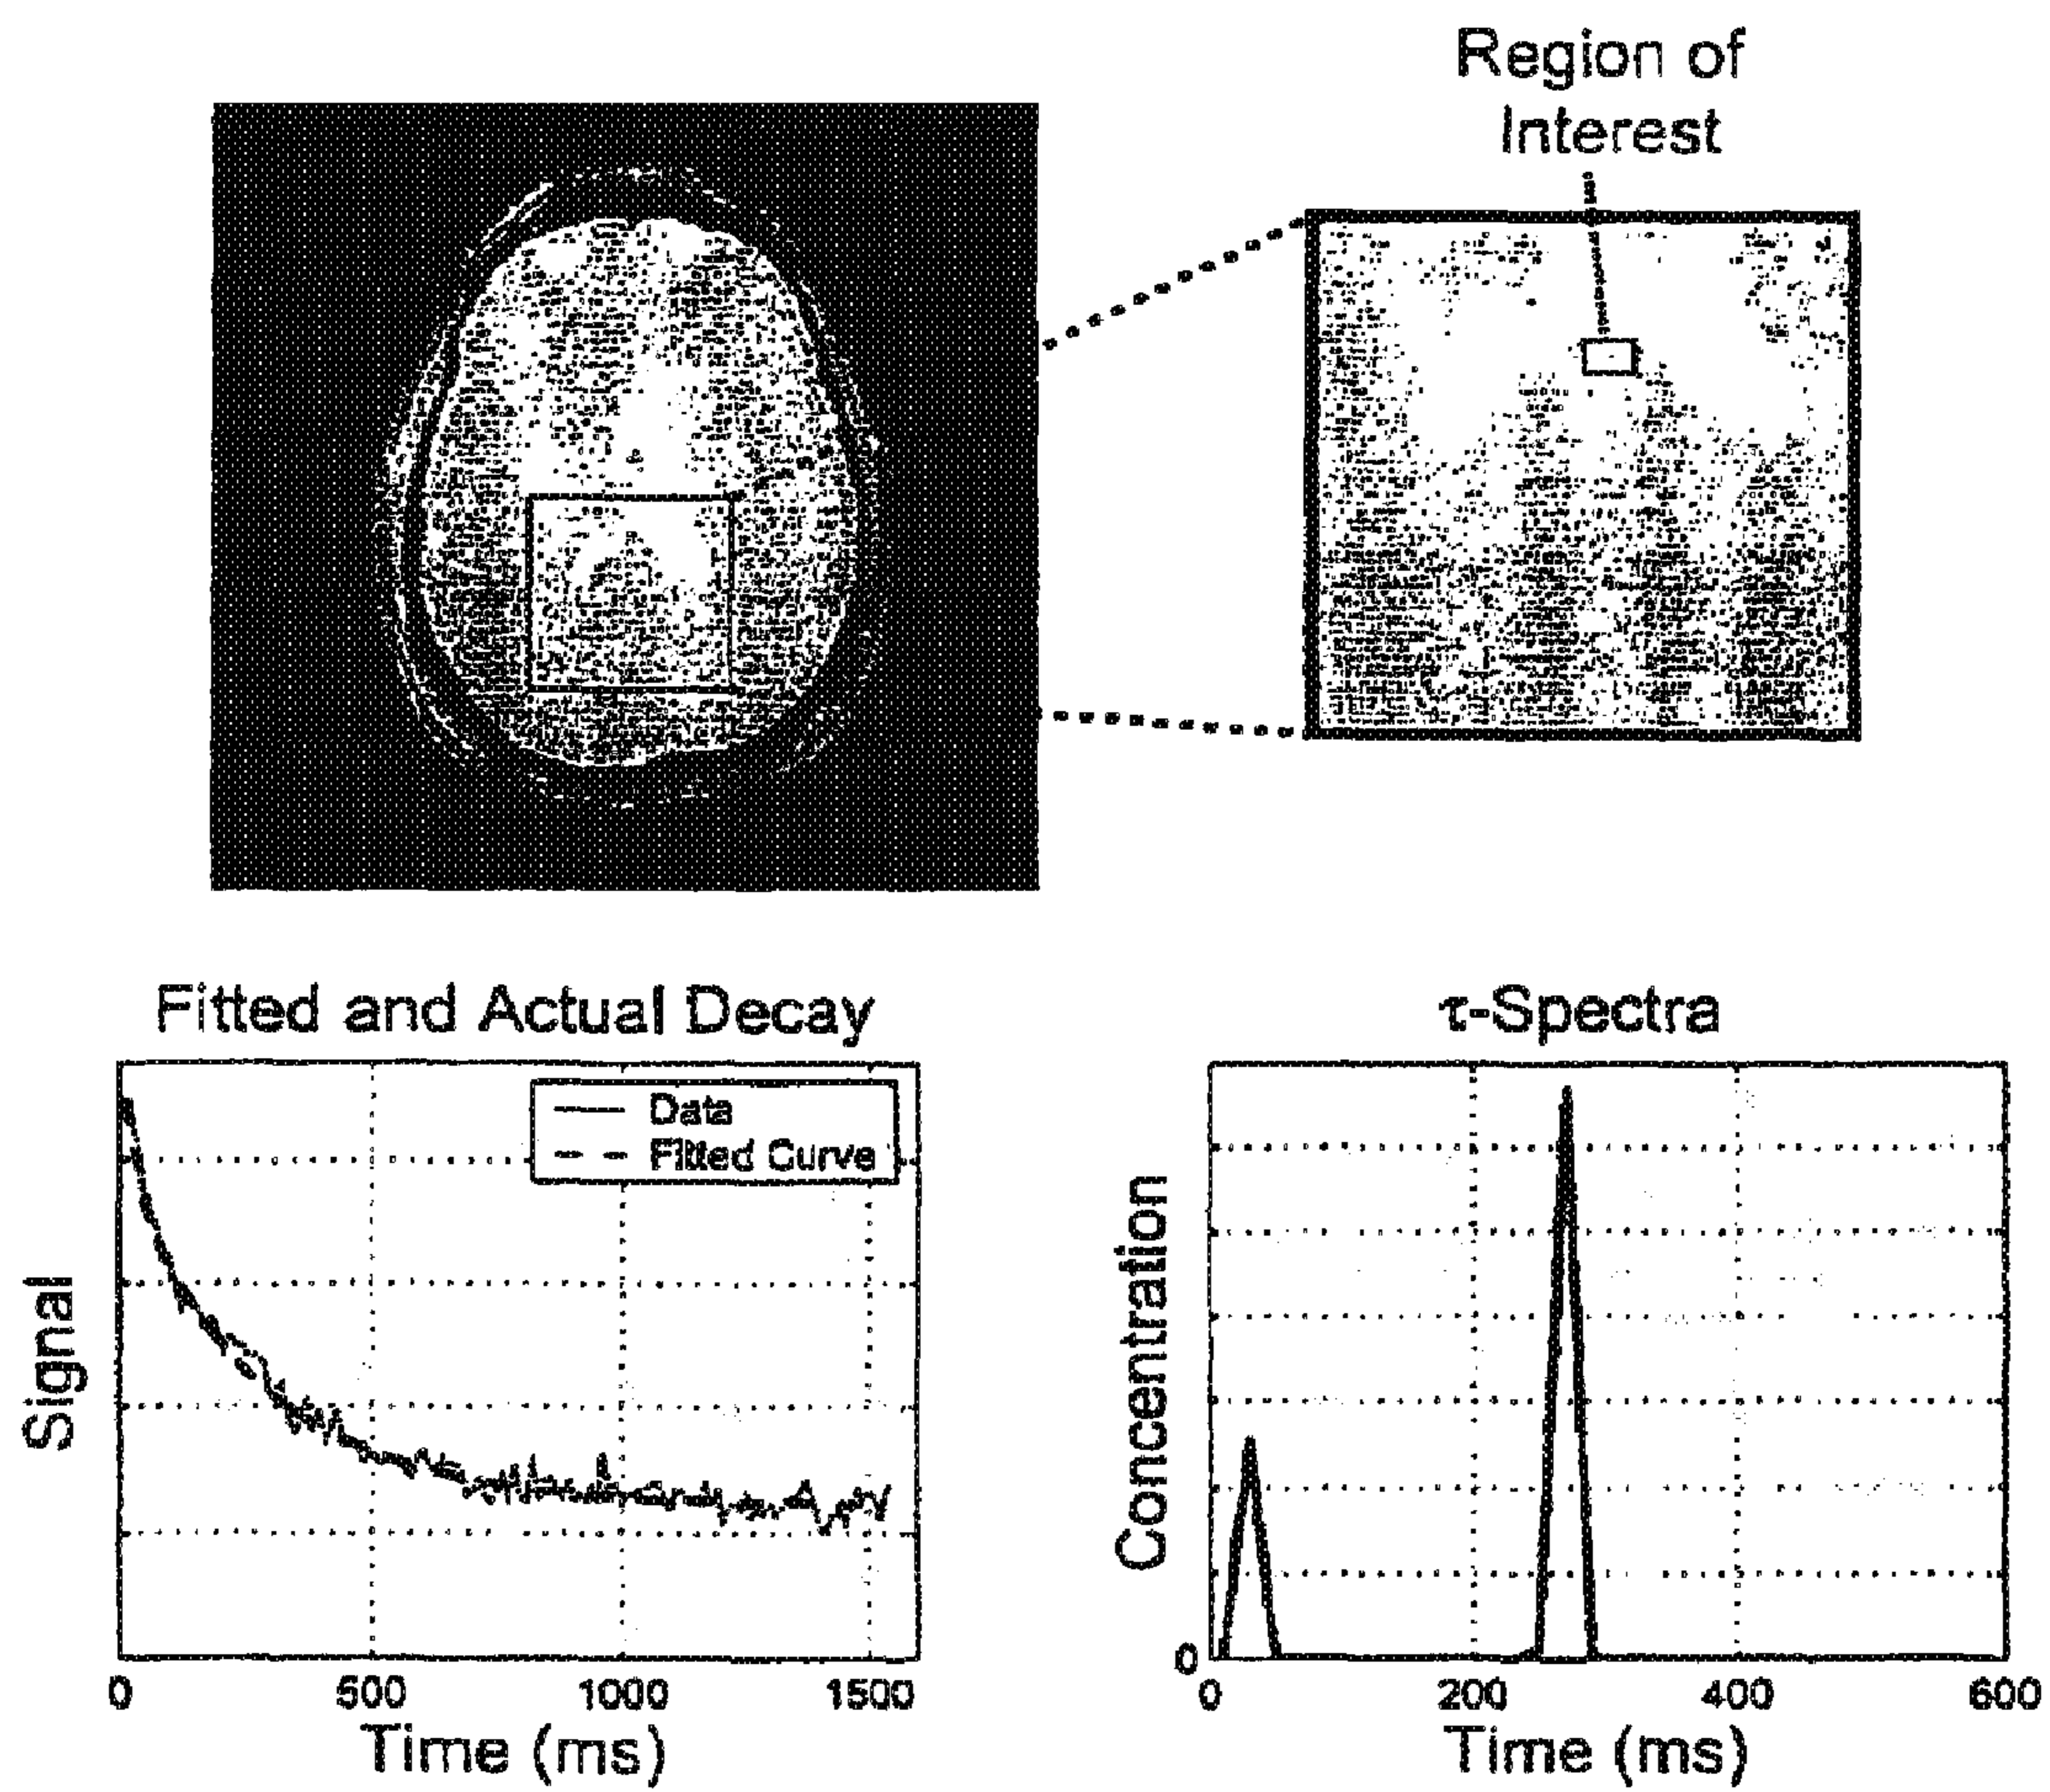 Region of
Interest
Fitted and Actual Decay
Data
Fitted Curve
Signal
0 500 1000 1500
Time (ms)
τ-Spectra
Concentration
0
0 200 400 600
Time (ms)